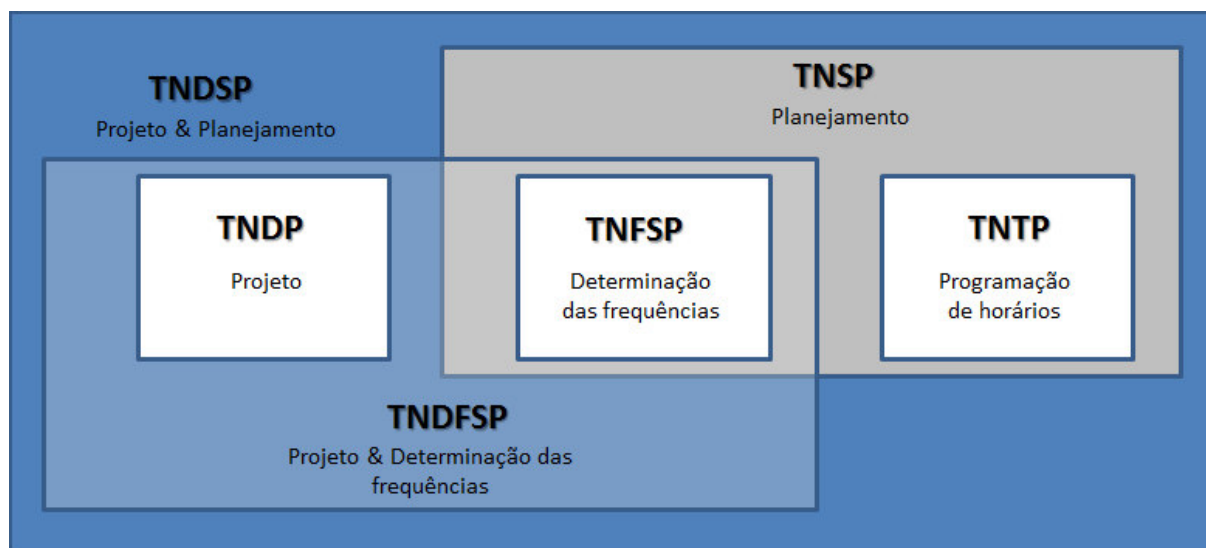 TNDSP
Projeto & Planejamento
TNSP
Planejamento
TNDP
Projeto
TNFSP
Determinação
das frequências
TNTP
Programação
de horários
TNDFSP
Projeto & Determinação das
frequências